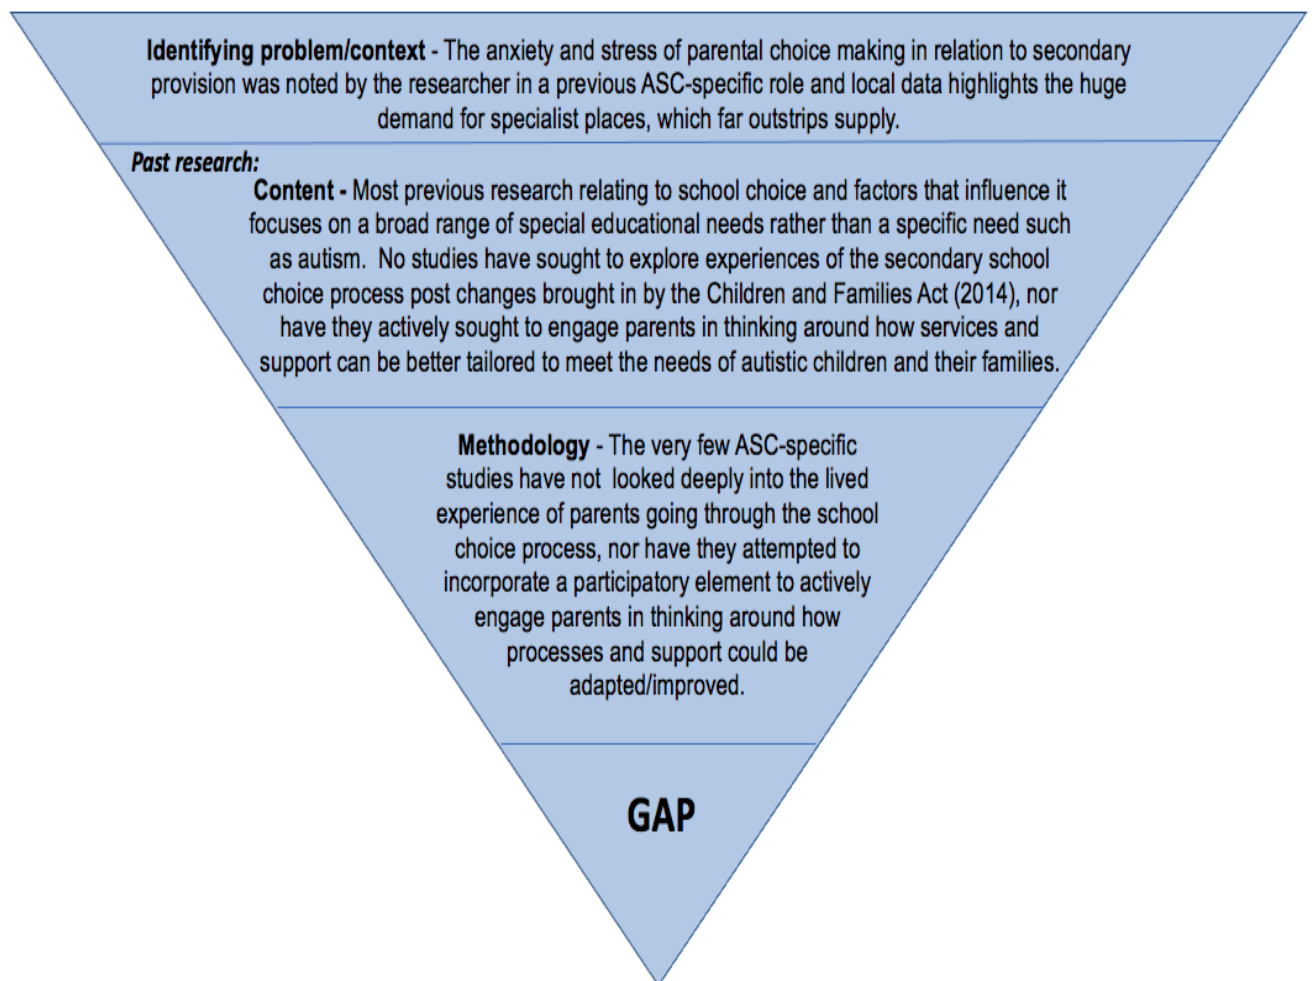 Identifying problem/context - The anxiety and stress of parental choice making in relation to secondary
provision was noted by the researcher in a previous ASC-specific role and local data highlights the huge
demand for specialist places, which far outstrips supply.
Past research:
Content - Most previous research relating to school choice and factors that influence it
focuses on a broad range of special educational needs rather than a specific need such
as autism.  No studies have sought to explore experiences of the secondary school
choice process post changes brought in by the Children and Families Act (2014), nor
have they actively sought to engage parents in thinking around how services and
support can be better tailored to meet the needs of autistic children and their families.
Methodology - The very few ASC-specific
studies have not  looked deeply into the lived
experience of parents going through the school
choice process, nor have they attempted to
incorporate a participatory element to actively
engage parents in thinking around how
processes and support could be
adapted/improved.
GAP